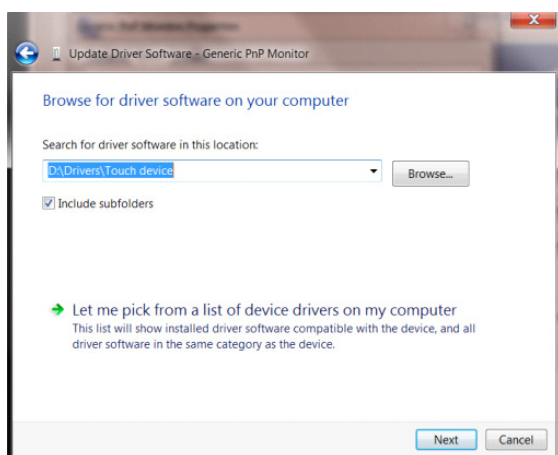 Update Driver Software - Generic PnP Monitor
Browse for driver software on your computer
Search for driver software in this location:
D:\Drivers\Touch device
Browse...
Include subfolders
Let me pick from a list of device drivers on my computer
This list will show installed driver software compatible with the device, and all
driver software in the same category as the device.
Next
Cancel